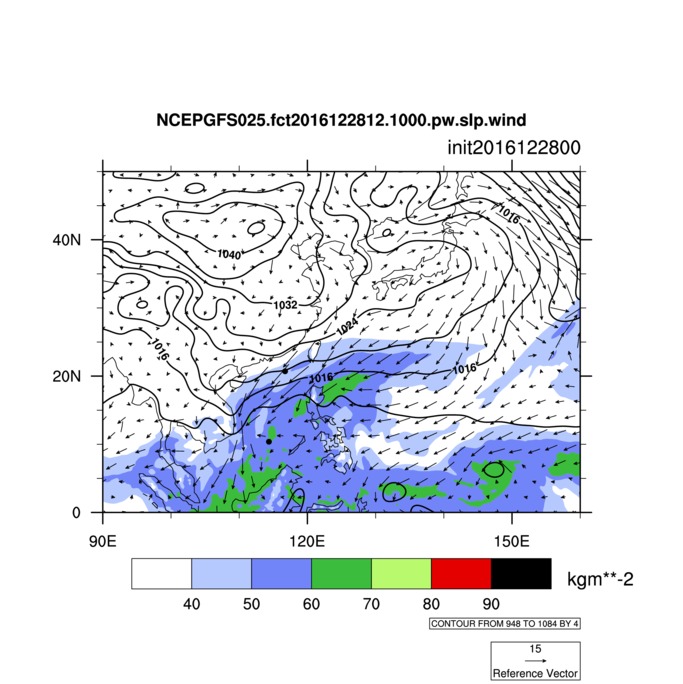 NCEPGFS025.fct2016122812.1000.pw.slp.wind
init2016122800
1016
40N
1040
1032
1024
1016
20N
1016
1016
0
90E 120E 150E
40 50 60 70 80 90
kgm**-2
CONTOUR FROM 948 TO 1084 BY 4
15
Reference Vector